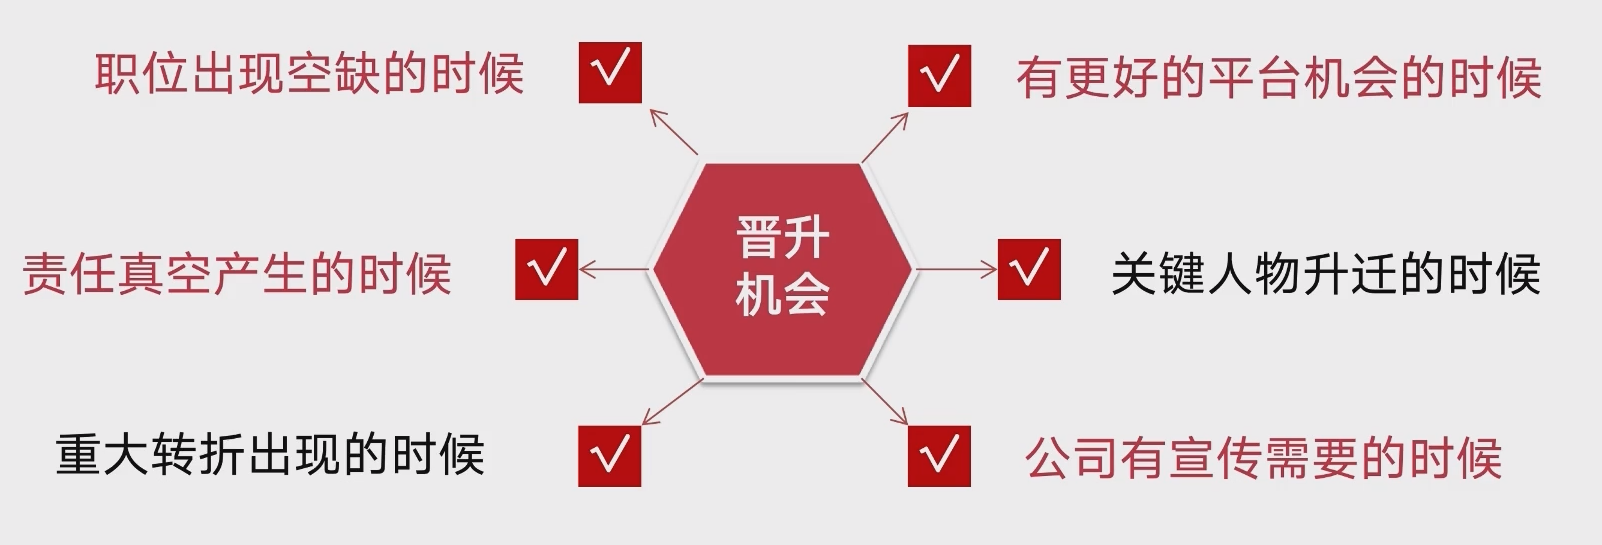 职位出现空缺的时候
有更好的平台机会的时候
晋升
机会
责任真空产生的时候
关键人物升迁的时候
重大转折出现的时候
公司有宣传需要的时候